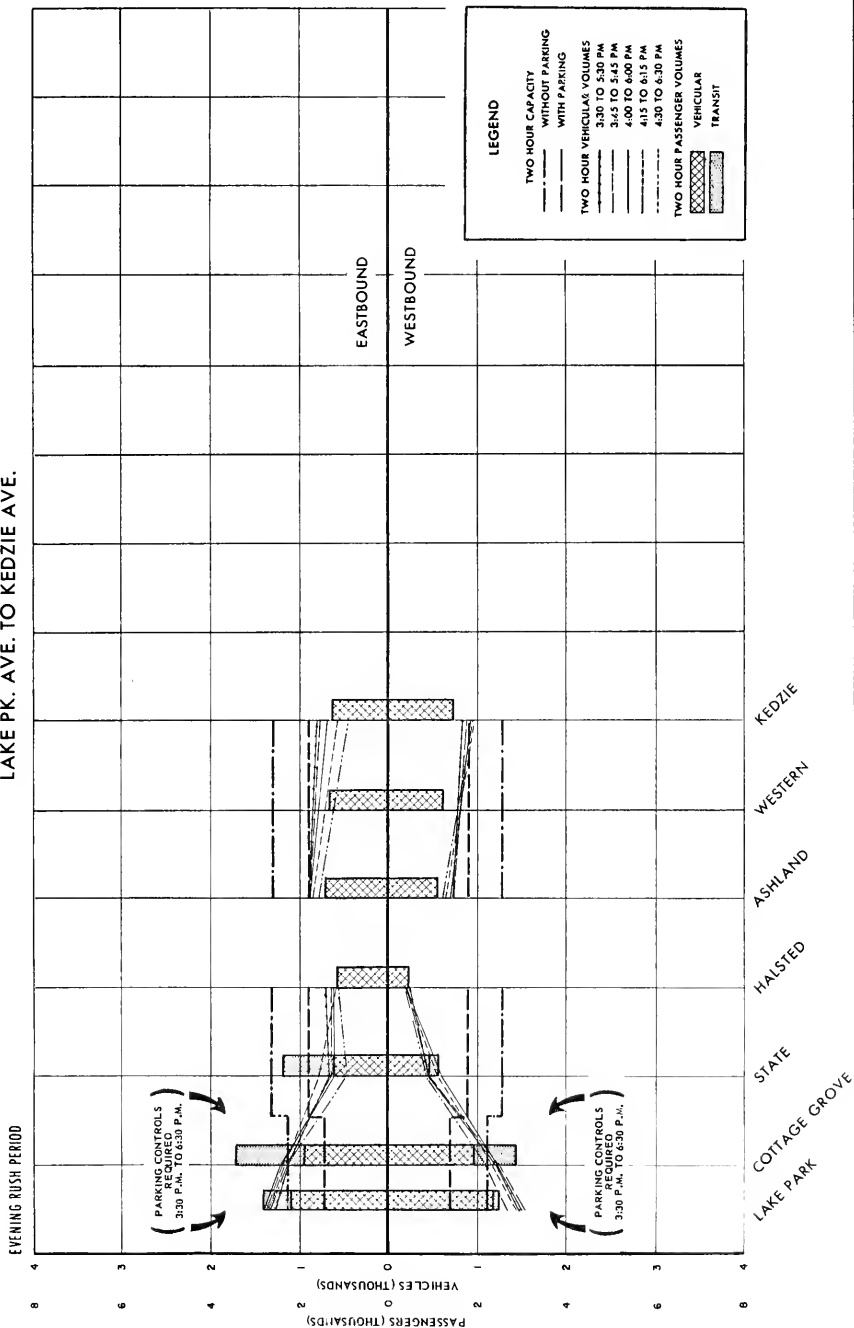 LAKE PK. AVE. TO KEDZIE AVE.
EVENING RUSH PERIOD
PARKING CONTROLS
REQUIRED
3:30 P.M. TO 6:30 P.M.
EASTBOUND
WESTBOUND
PARKING CONTROLS
REQUIRED
3:30 P.M. TO 6:30 P.M.
PASSENGERS (THOUSANDS)
8
6
4
2
0
2
4
6
8
VEHICLES (THOUSANDS)
4
3
2
1
0
1
2
3
4
LAKE PARK
COTTAGE GROVE
STATE
HALSTED
ASHLAND
WESTERN
KEDZIE
LEGEND
TWO HOUR CAPACITY
WITHOUT PARKING
WITH PARKING
TWO HOUR VEHICULAR VOLUMES
3:30 TO 5:30 PM
3:45 TO 5:45 PM
4:00 TO 6:00 PM
4:15 TO 6:15 PM
4:30 TO 6:30 PM
TWO HOUR PASSENGER VOLUMES
VEHICULAR
TRANSIT